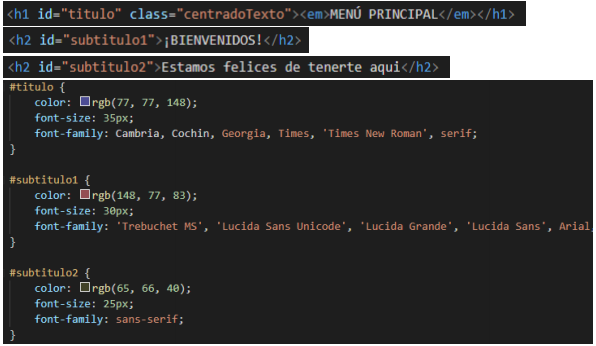 <h1 id="titulo" class="centradoTexto"><em>MENÚ PRINCIPAL</em></h1>
<h2 id="subtitulo1">¡BIENVENIDOS!</h2>
<h2 id="subtitulo2">Estamos felices de tenerte aqui</h2>
#titulo {
color: rgb(77, 77, 148);
font-size: 35px;
font-family: Cambria, Cochin, Georgia, Times, 'Times New Roman', serif;
}
#subtitulo1 {
color: rgb(148, 77, 83);
font-size: 30px;
font-family: 'Trebuchet MS', 'Lucida Sans Unicode', 'Lucida Grande', 'Lucida Sans', Arial,
}
#subtitulo2 {
color: rgb(65, 66, 40);
font-size: 25px;
font-family: sans-serif;
}